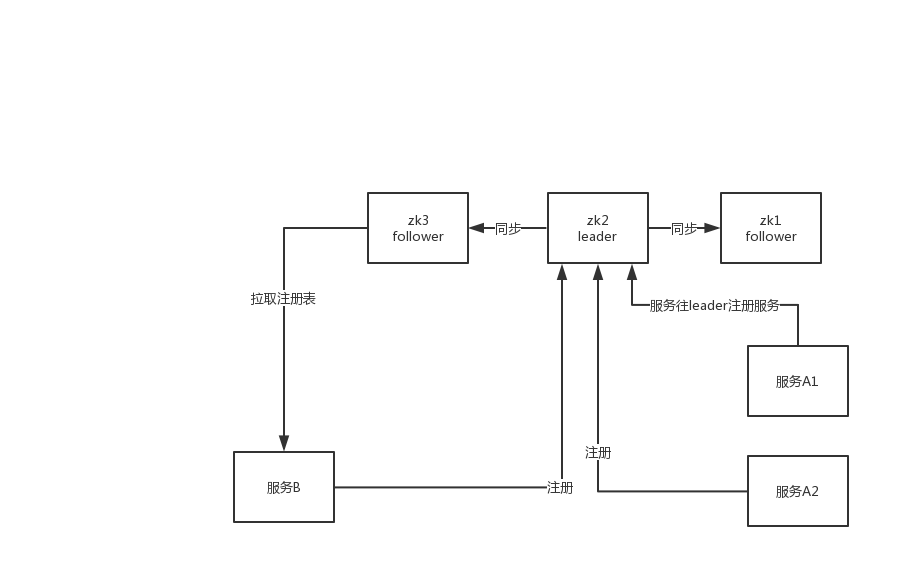 zk3
follower
同步
zk2
leader
同步
zk1
follower
拉取注册表
服务往leader注册服务
服务A1
注册
服务B
注册
服务A2